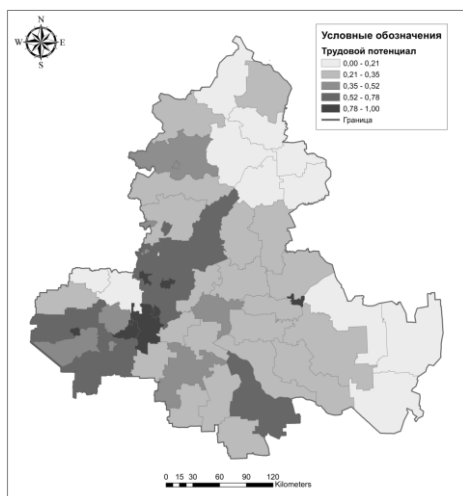 N
W E
S
Условные обозначения
Трудовой потенциал
0,00 - 0,21
0,21 - 0,35
0,35 - 0,52
0,52 - 0,78
0,78 - 1,00
Граница
0 15 30 60 90 120
Kilometers